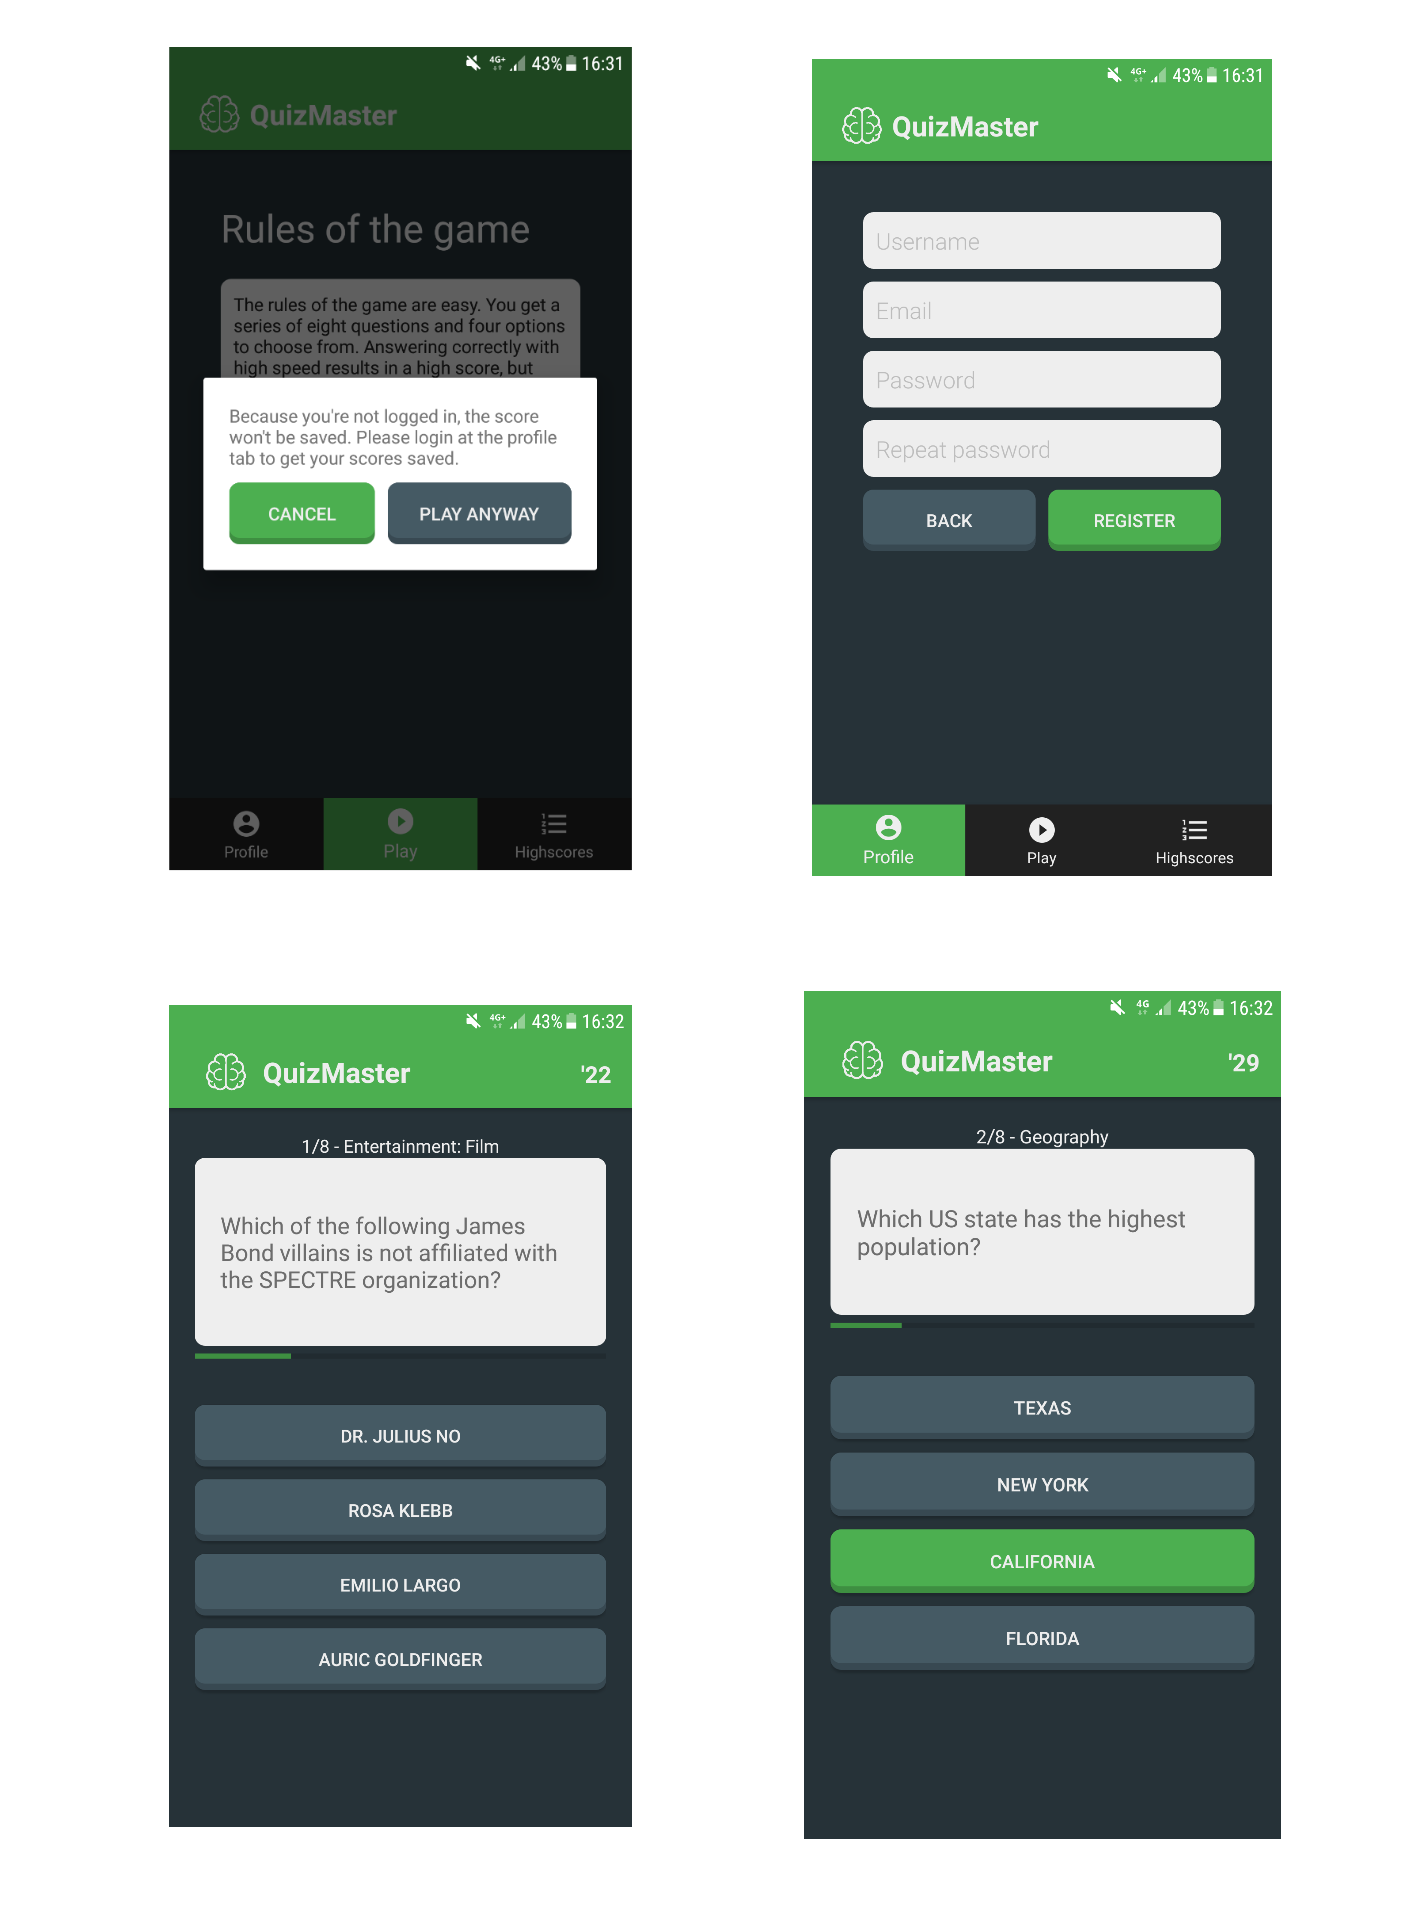 4G+ 43% 16:31
QuizMaster
Rules of the game
The rules of the game are easy. You get a
series of eight questions and four options
to choose from. Answering correctly with
high speed results in a high score, but
Because you're not logged in, the score
won't be saved. Please login at the profile
tab to get your scores saved.
CANCEL PLAY ANYWAY
Profile Play Highscores
4G+ 43% 16:31
QuizMaster
Username
Email
Password
Repeat password
BACK REGISTER
Profile Play Highscores
4G+ 43% 16:32
QuizMaster '22
1/8 - Entertainment: Film
Which of the following James
Bond villains is not affiliated with
the SPECTRE organization?
DR. JULIUS NO
ROSA KLEBB
EMILIO LARGO
AURIC GOLDFINGER
4G 43% 16:32
QuizMaster '29
2/8 - Geography
Which US state has the highest
population?
TEXAS
NEW YORK
CALIFORNIA
FLORIDA